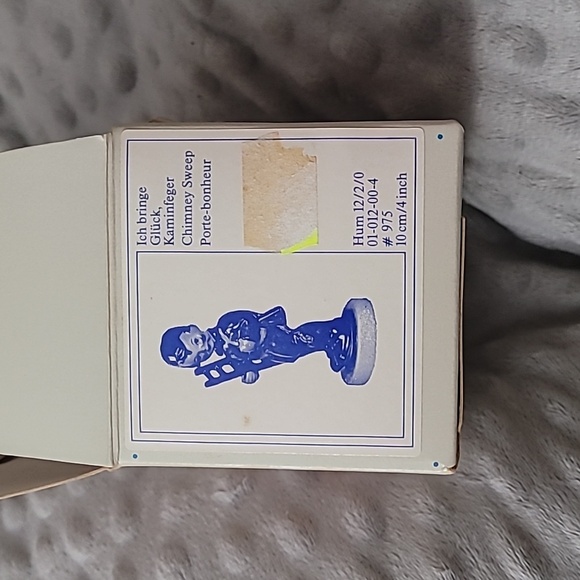 Ich bringe
Glück,
Kaminfeger
Chimney Sweep
Porte-bonheur
Hum 12/2/0
01-012-00-4
# 975
10 cm/4 inch